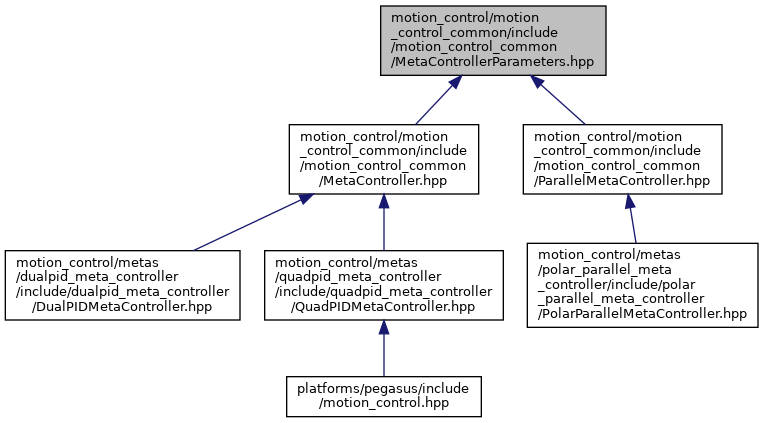 motion_control/motion
_control_common/include
/motion_control_common
/MetaControllerParameters.hpp
motion_control/motion
_control_common/include
/motion_control_common
/MetaController.hpp
motion_control/motion
_control_common/include
/motion_control_common
/ParallelMetaController.hpp
motion_control/metas
/dualpid_meta_controller
/include/dualpid_meta_controller
/DualPIDMetaController.hpp
motion_control/metas
/quadpid_meta_controller
/include/quadpid_meta_controller
/QuadPIDMetaController.hpp
motion_control/metas
/polar_parallel_meta
_controller/include/polar
_parallel_meta_controller
/PolarParallelMetaController.hpp
platforms/pegasus/include
/motion_control.hpp